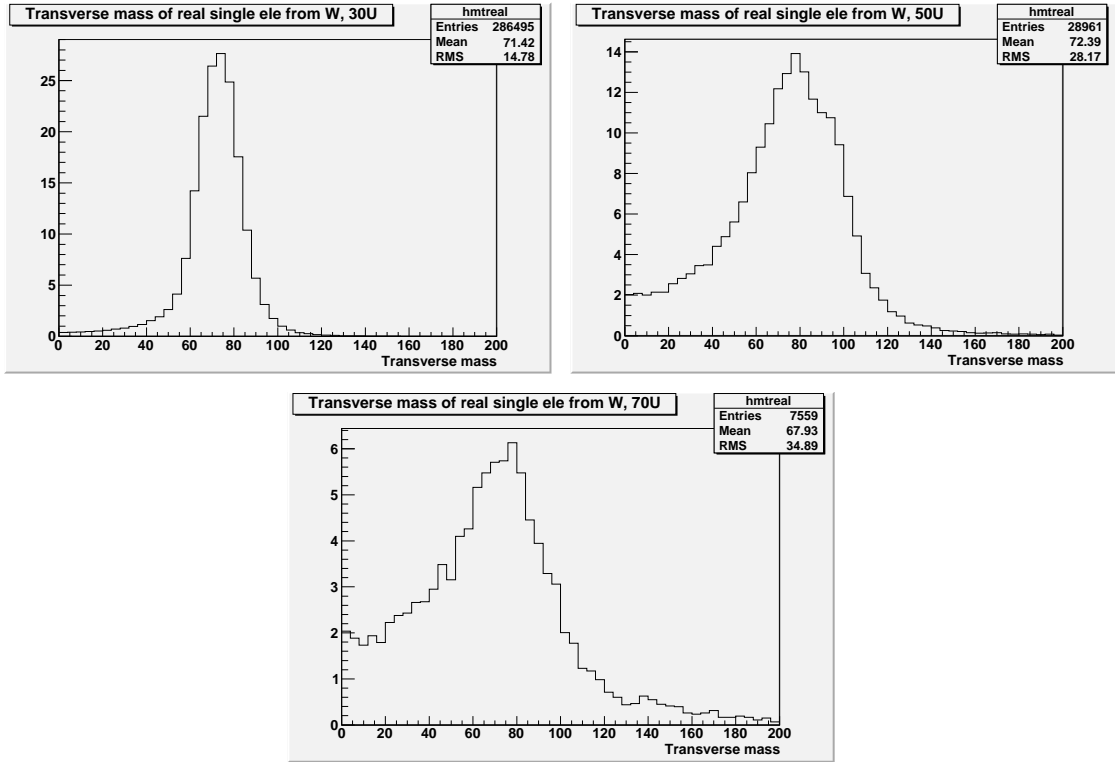 Transverse mass of real single ele from W, 30U
hmtreal
Entries 286495
Mean 71.42
RMS 14.78
25
20
15
10
5
0
0 20 40 60 80 100 120 140 160 180 200
Transverse mass
Transverse mass of real single ele from W, 50U
hmtreal
Entries 28961
Mean 72.39
RMS 28.17
14
12
10
8
6
4
2
0
0 20 40 60 80 100 120 140 160 180 200
Transverse mass
Transverse mass of real single ele from W, 70U
hmtreal
Entries 7559
Mean 67.93
RMS 34.89
6
5
4
3
2
1
0
0 20 40 60 80 100 120 140 160 180 200
Transverse mass